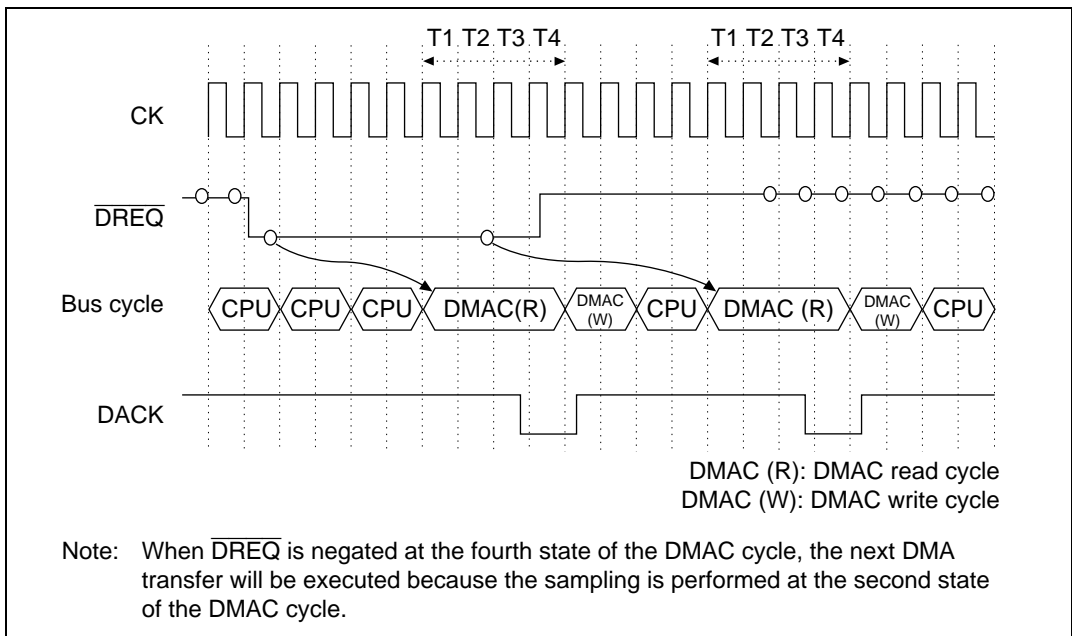 T1 T2 T3 T4 T1 T2 T3 T4
CK
DREQ
Bus cycle CPU CPU CPU DMAC(R) DMAC (W) CPU DMAC (R) DMAC (W) CPU
DACK
DMAC (R): DMAC read cycle
DMAC (W): DMAC write cycle
Note: When DREQ is negated at the fourth state of the DMAC cycle, the next DMA
transfer will be executed because the sampling is performed at the second state
of the DMAC cycle.